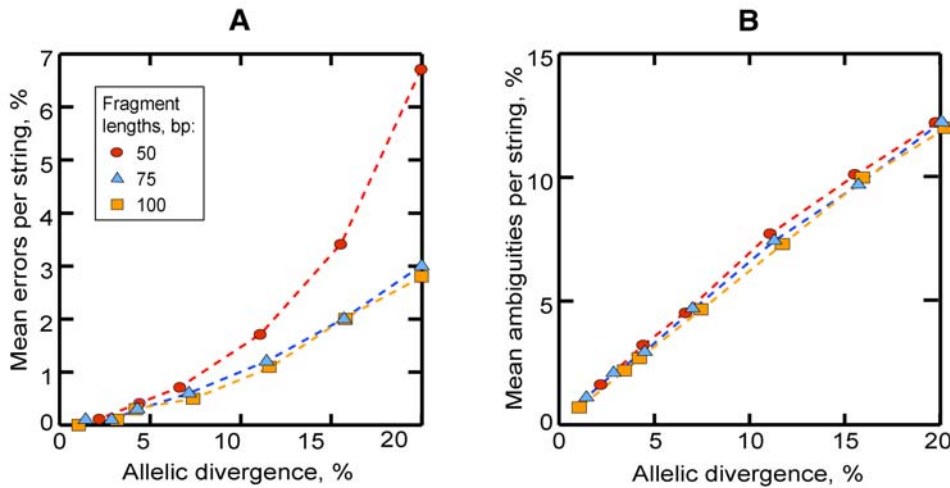 A
7
6
5
4
3
2
1
0
Mean errors per string, %
Fragment
lengths, bp:
50
75
100
0 5 10 15 20
Allelic divergence, %
B
15
10
5
0
Mean ambiguities per string, %
0 5 10 15 20
Allelic divergence, %